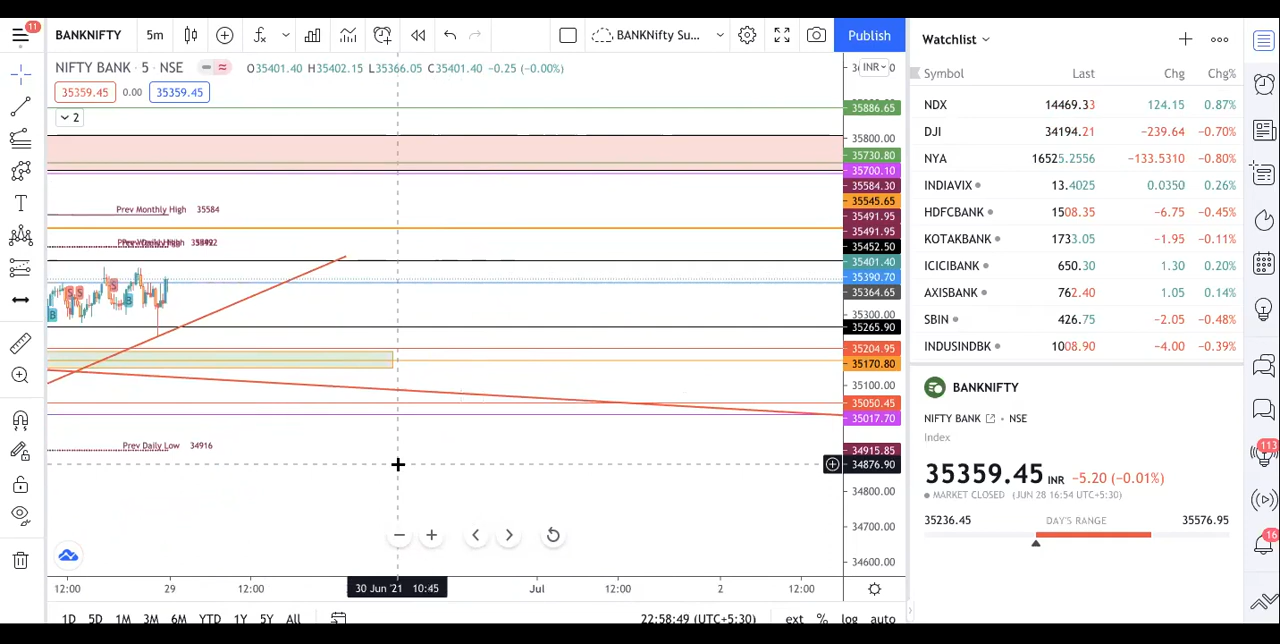 11
BANKNIFTY
5m
BANKNifty Su...
Publish
NIFTY BANK · 5 · NSE
O35401.40 H35402.15 L35366.05 C35401.40 −0.25 (−0.00%)
35359.45 0.00 35359.45
2
INR
35886.65
35800.00
35730.80
35700.10
35584.30
35545.65
35491.95
35491.95
35452.50
35401.40
35390.70
35364.65
35300.00
35265.90
35204.95
35170.80
35100.00
35050.45
35017.70
34915.85
34876.90
34800.00
34700.00
34600.00
Prev Monthly High 35584
Prev Daily Low 34916
S S S B B
12:00 29 12:00 30 Jun '21 10:45 Jul 12:00 2 12:00
1D 5D 1M 3M 6M YTD 1Y 5Y All
22:58:49 (UTC+5:30) ext % log auto
Watchlist
Symbol Last Chg Chg%
NDX 14469.33 124.15 0.87%
DJI 34194.21 −239.64 −0.70%
NYA 16525.2556 −133.5310 −0.80%
INDIAVIX 13.4025 0.0350 0.26%
HDFCBANK 1508.35 −6.75 −0.45%
KOTAKBANK 1733.05 −1.95 −0.11%
ICICIBANK 650.30 1.30 0.20%
AXISBANK 762.40 1.05 0.14%
SBIN 426.75 −2.05 −0.48%
INDUSINDBK 1008.90 −4.00 −0.39%
BANKNIFTY
NIFTY BANK · NSE
Index
35359.45 INR −5.20 (−0.01%)
MARKET CLOSED (JUN 28 16:54 UTC+5:30)
35236.45 DAY'S RANGE 35576.95
113
16